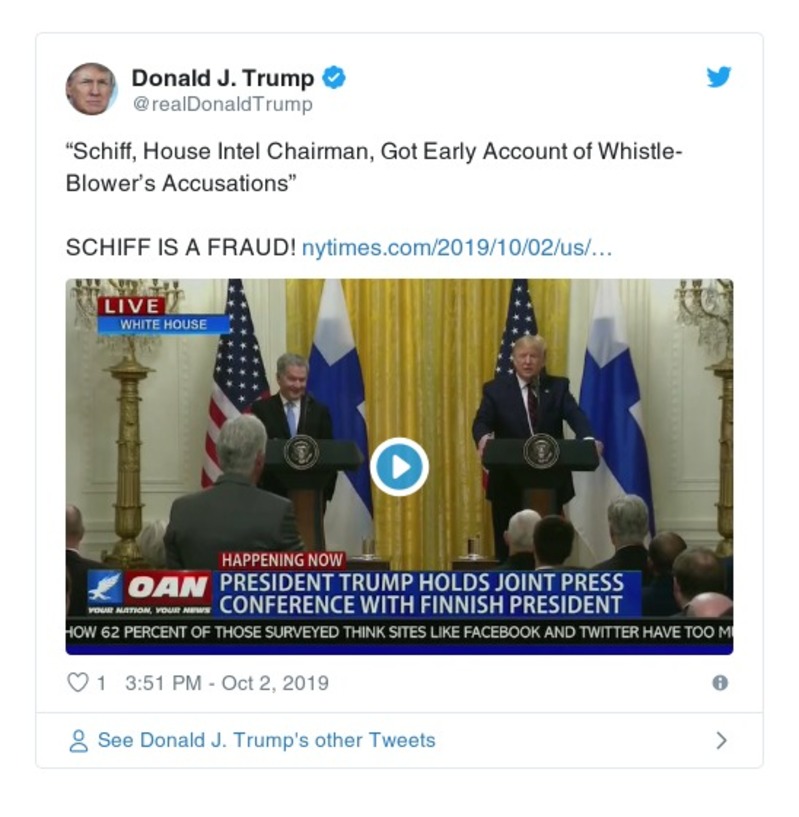 Donald J. Trump
@realDonaldTrump
“Schiff, House Intel Chairman, Got Early Account of Whistle-
Blower’s Accusations”
SCHIFF IS A FRAUD! nytimes.com/2019/10/02/us/…
LIVE
WHITE HOUSE
HAPPENING NOW
OAN
YOUR NATION, YOUR NEWS
PRESIDENT TRUMP HOLDS JOINT PRESS
CONFERENCE WITH FINNISH PRESIDENT
HOW 62 PERCENT OF THOSE SURVEYED THINK SITES LIKE FACEBOOK AND TWITTER HAVE TOO M
1 3:51 PM - Oct 2, 2019
See Donald J. Trump's other Tweets